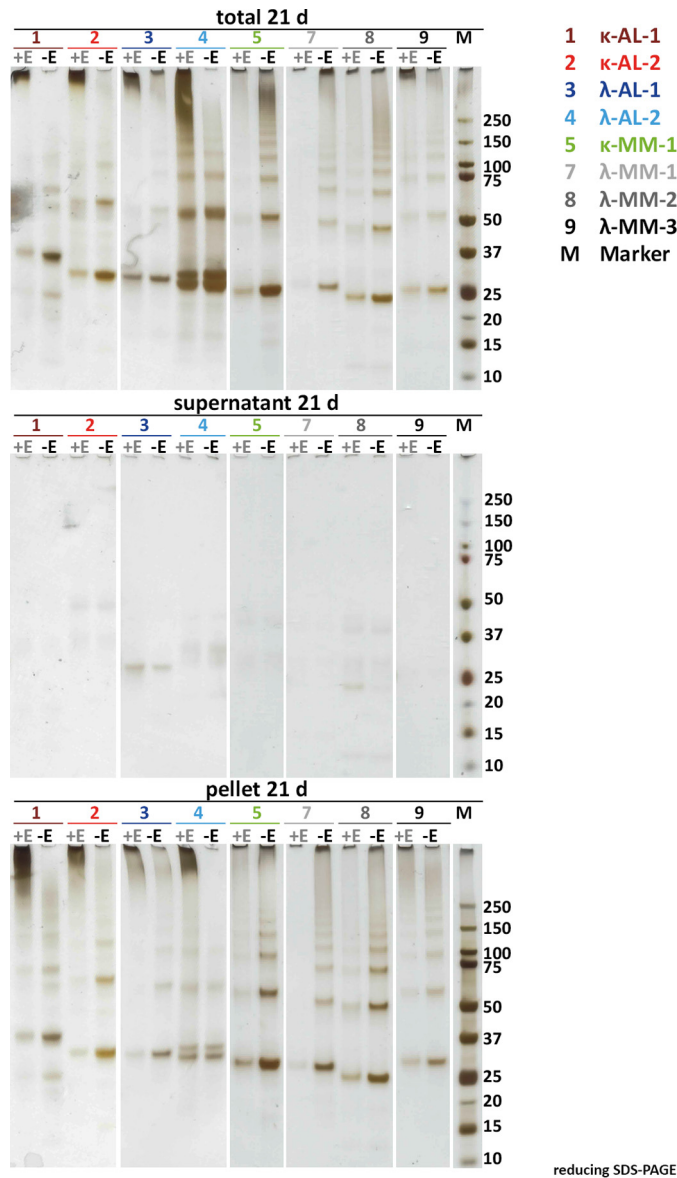 total 21 d
1 2 3 4 5 7 8 9 M
+E -E +E -E +E -E +E -E +E -E +E -E +E -E +E -E
250
150
100
75
50
37
25
20
15
10
1 κ-AL-1
2 κ-AL-2
3 λ-AL-1
4 λ-AL-2
5 κ-MM-1
7 λ-MM-1
8 λ-MM-2
9 λ-MM-3
M Marker
supernatant 21 d
1 2 3 4 5 7 8 9 M
+E -E +E -E +E -E +E -E +E -E +E -E +E -E +E -E
250
150
100
75
50
37
25
20
15
10
pellet 21 d
1 2 3 4 5 7 8 9 M
+E -E +E -E +E -E +E -E +E -E +E -E +E -E +E -E
250
150
100
75
50
37
25
20
15
10
reducing SDS-PAGE